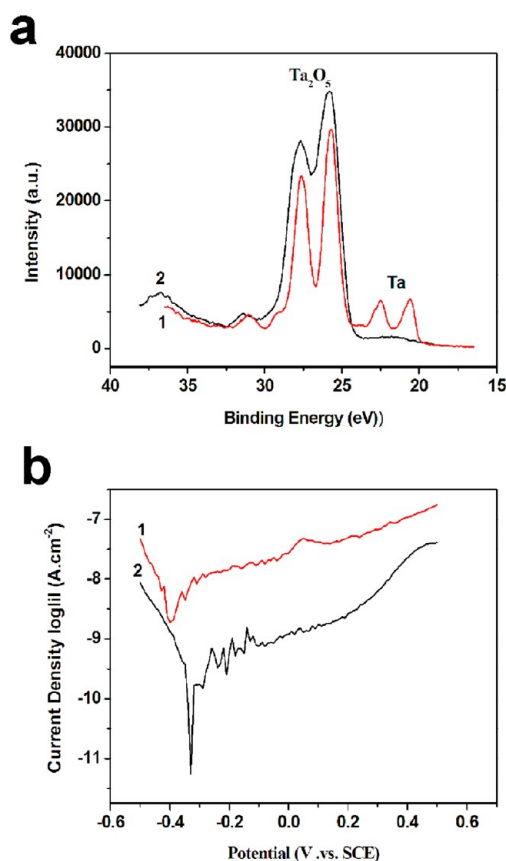 a
40000
30000
20000
10000
0
Intensity (a.u.)
Ta₂O₅
Ta
2
1
40 35 30 25 20 15
Binding Energy (eV))
b
-7
-8
-9
-10
-11
Current Density log|i| (A.cm⁻²)
1
2
-0.6 -0.4 -0.2 0.0 0.2 0.4 0.6
Potential (V .vs. SCE)